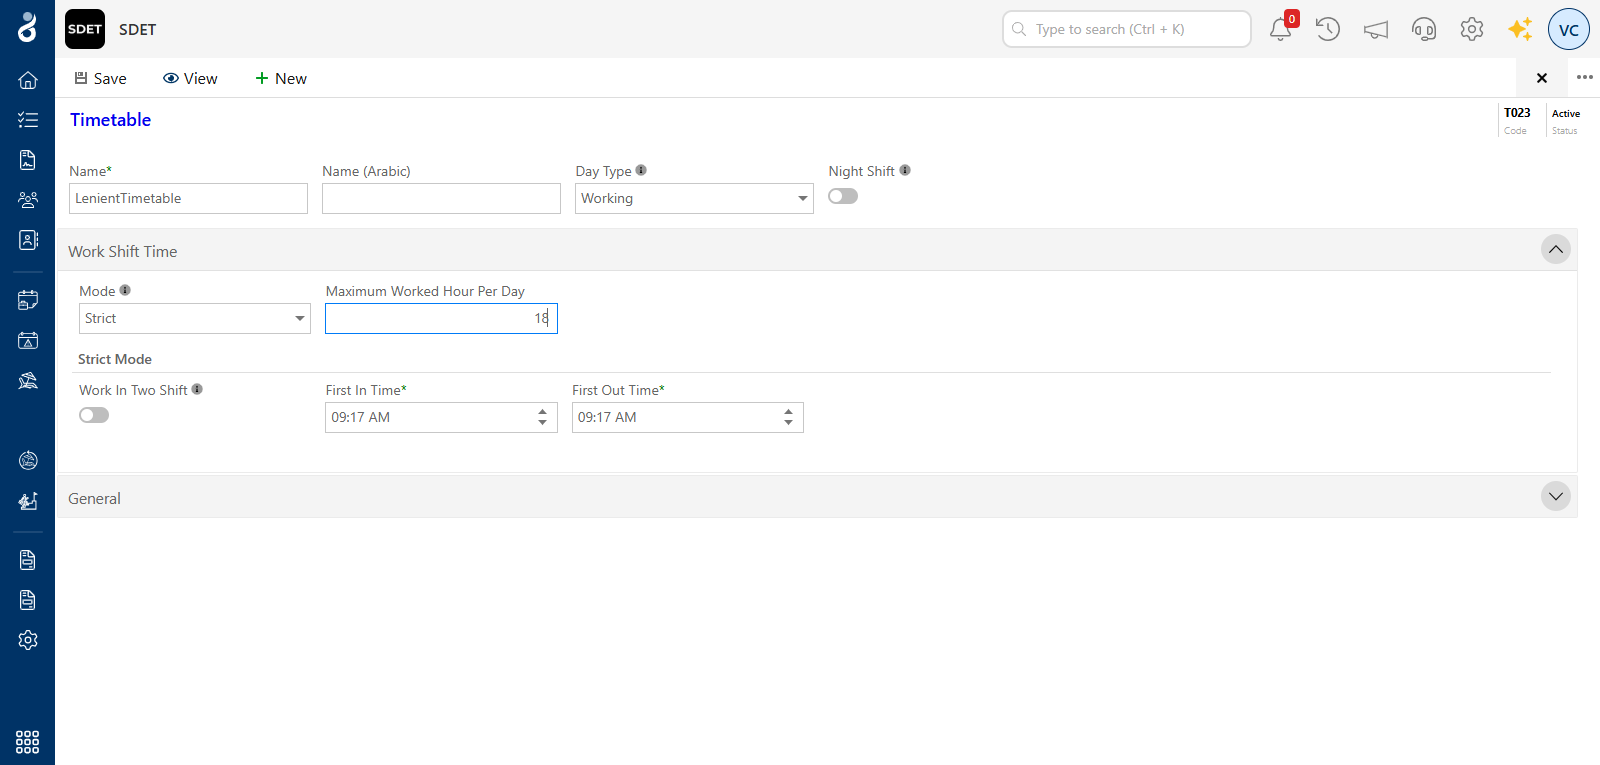 SDET SDET Type to search (Ctrl + K) 0 VC
Save View New
Timetable T023 Active
Code Status
Name* Name (Arabic) Day Type Night Shift
LenientTimetable Working
Work Shift Time
Mode Maximum Worked Hour Per Day
Strict 18
Strict Mode
Work In Two Shift First In Time* First Out Time*
09:17 AM 09:17 AM
General